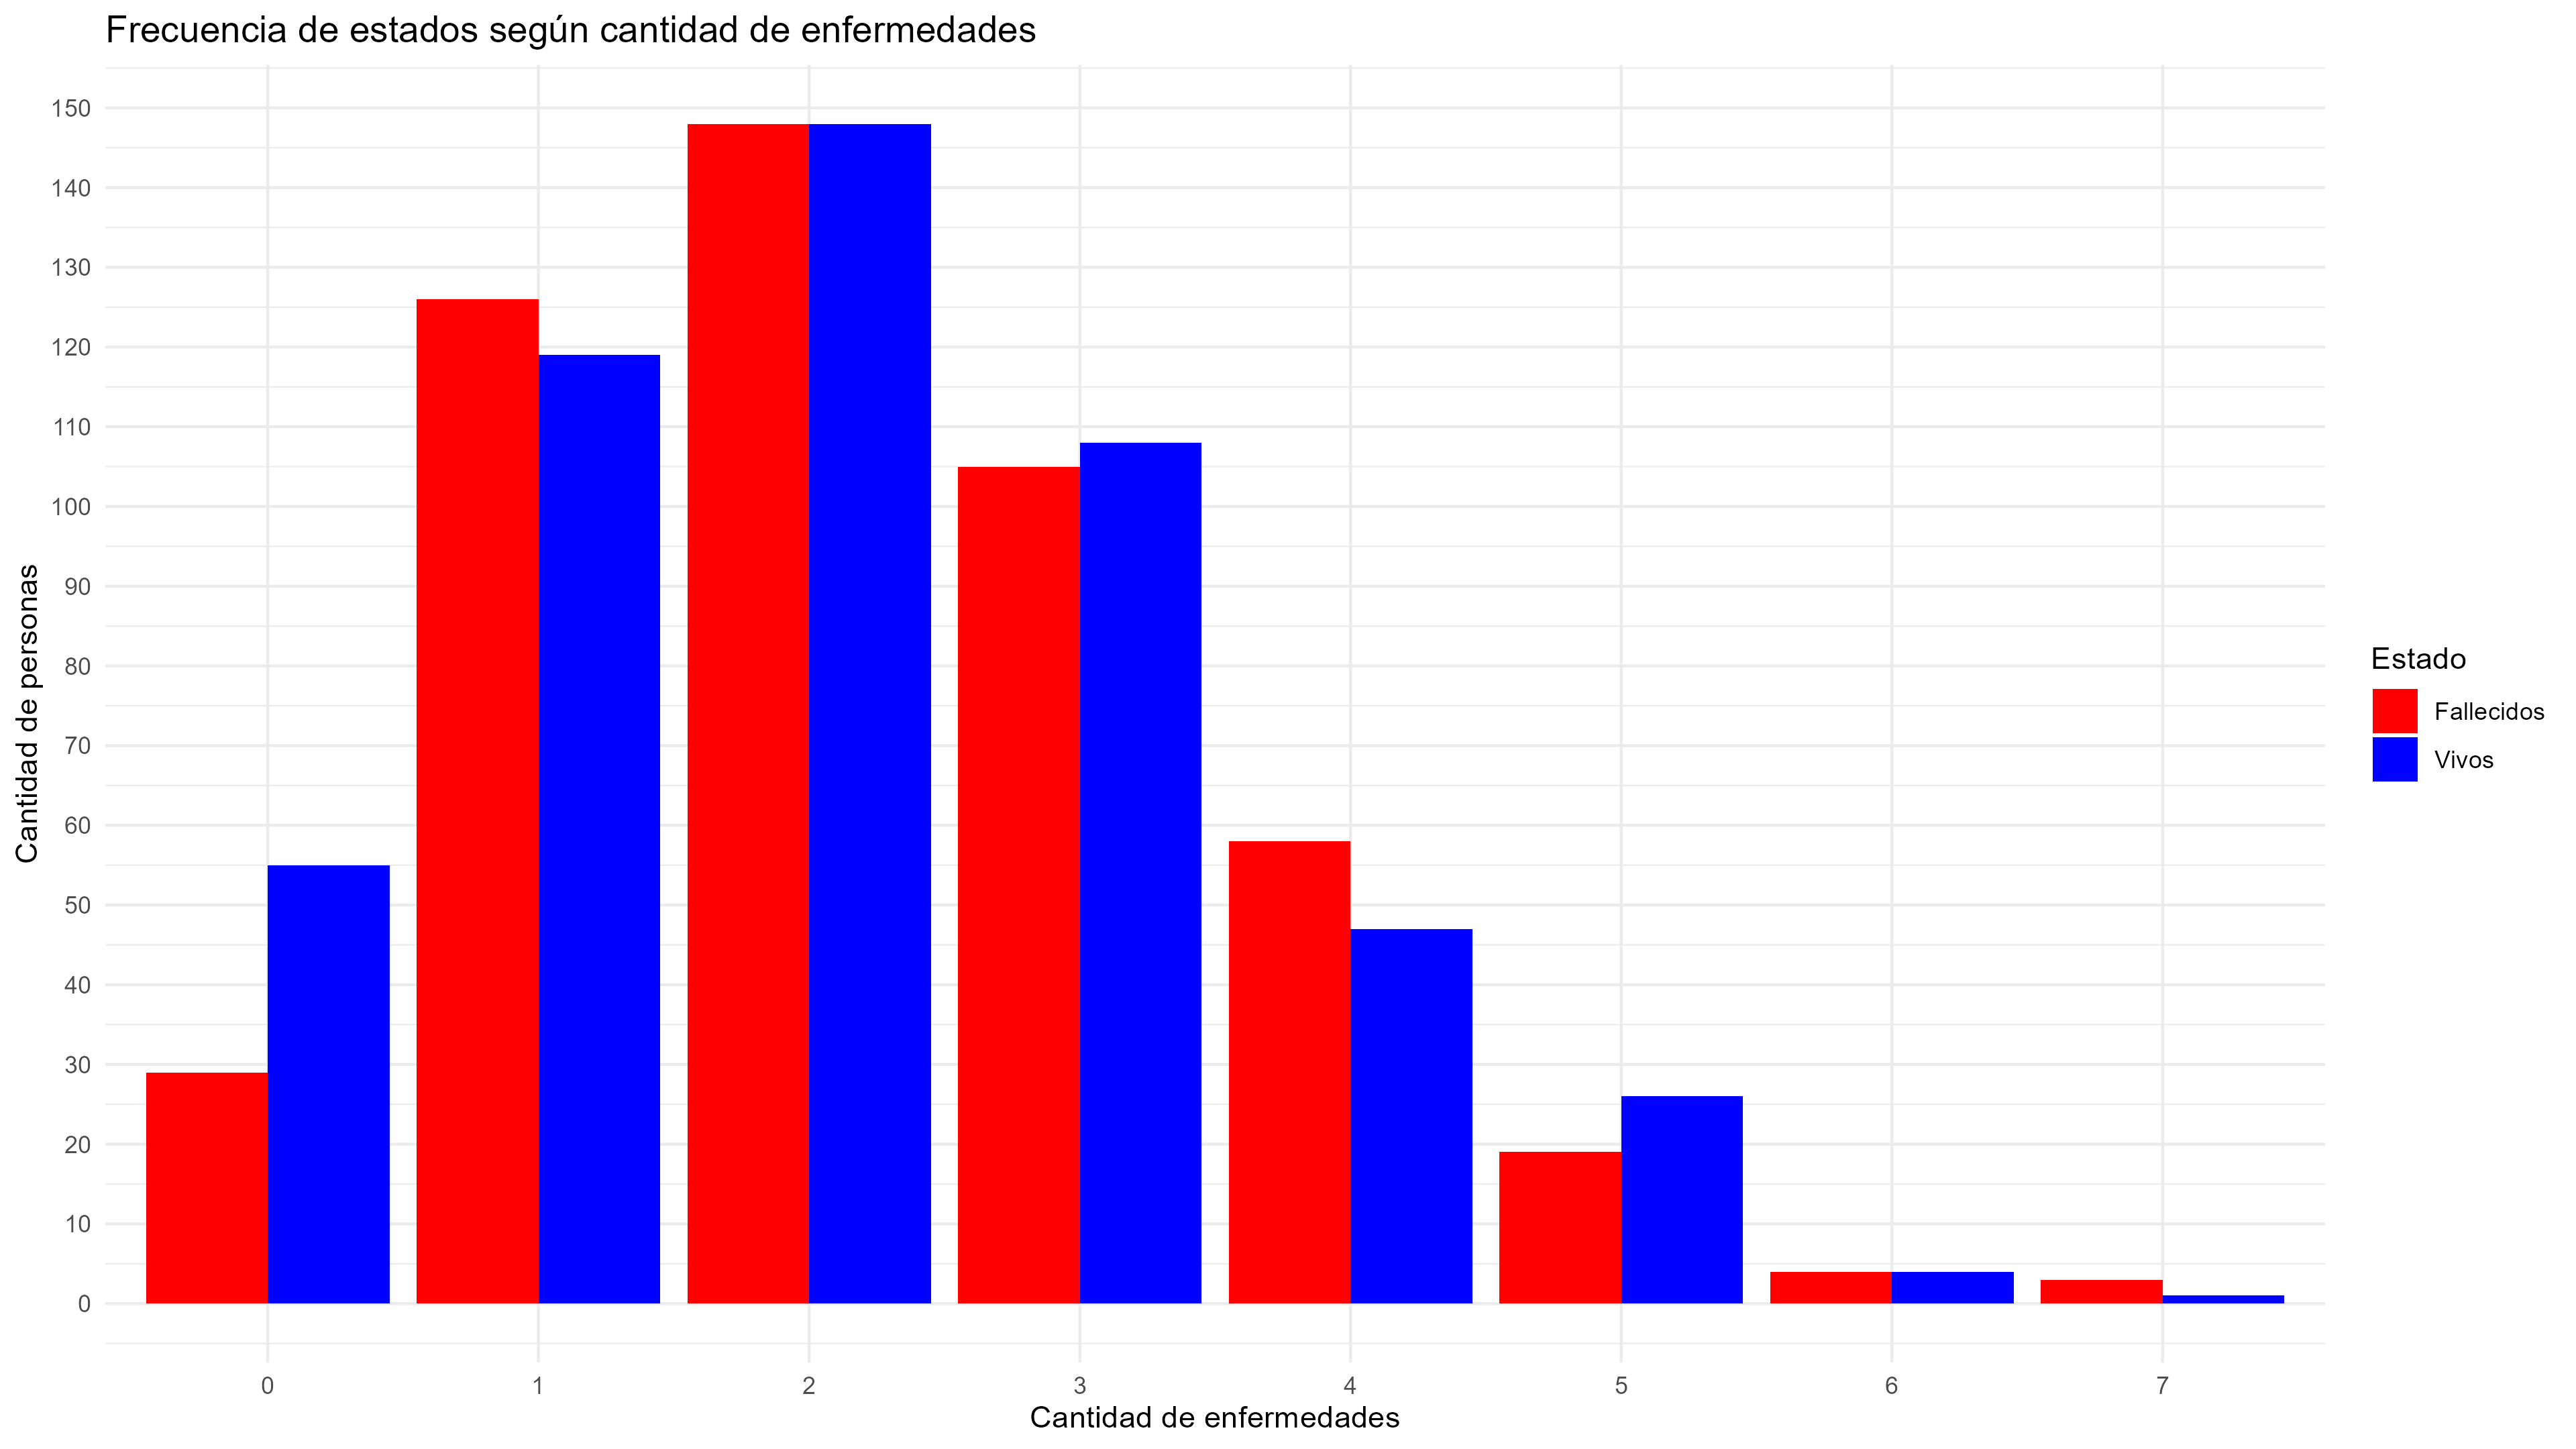 Frecuencia de estados según cantidad de enfermedades
150
140
130
120
110
100
90
80
70
60
50
40
30
20
10
0
Cantidad de personas
0 1 2 3 4 5 6 7
Cantidad de enfermedades
Estado
Fallecidos
Vivos